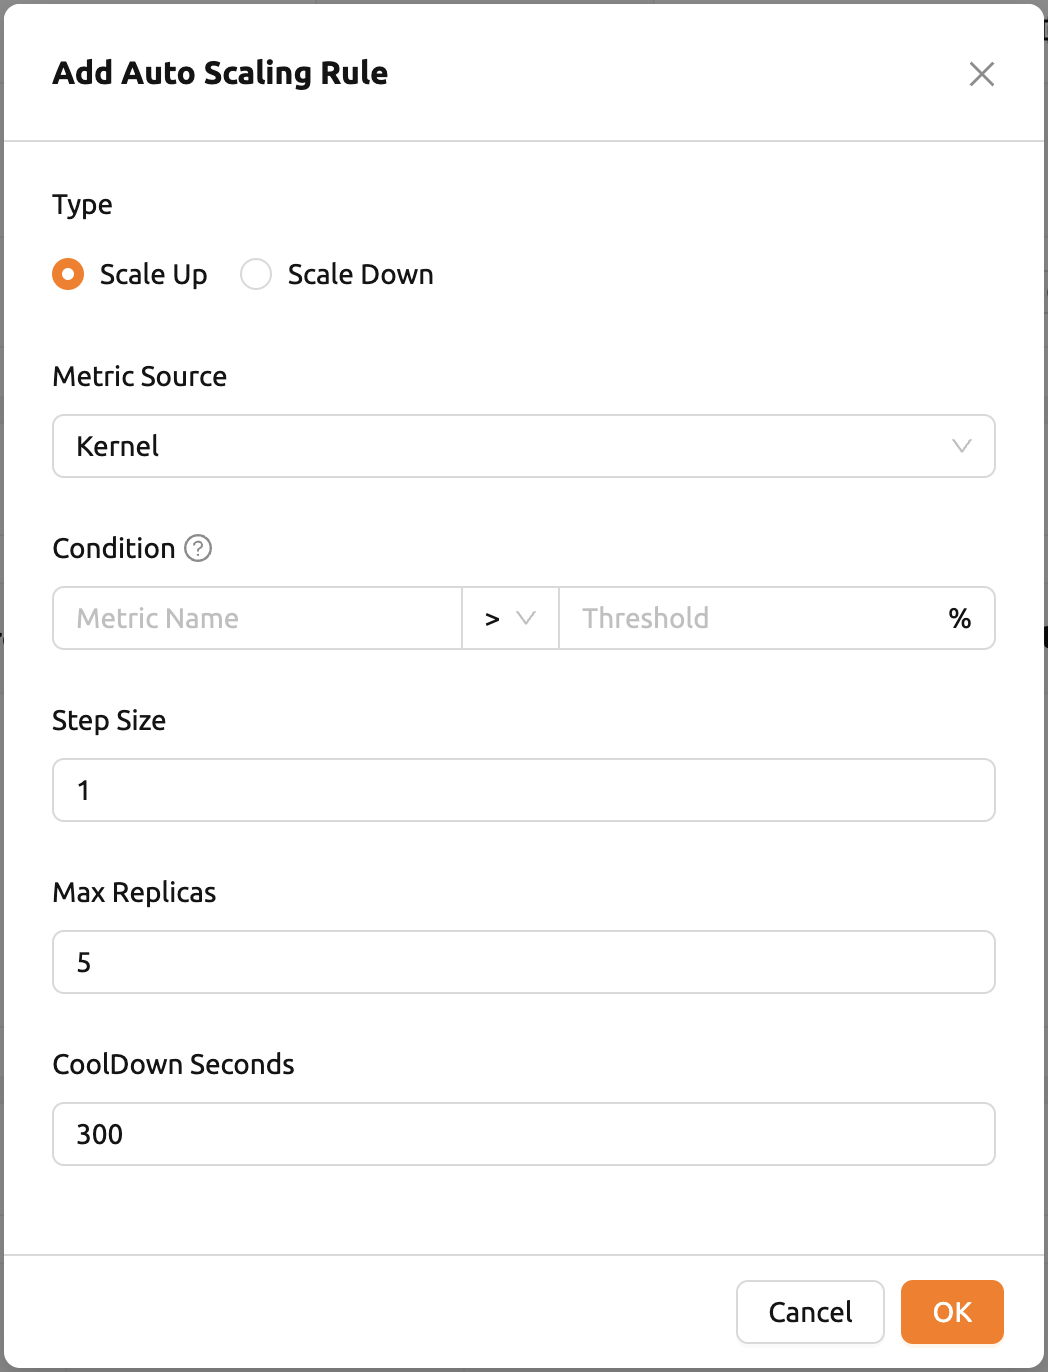 Add Auto Scaling Rule
Type
Scale Up Scale Down
Metric Source
Kernel
Condition ?
Metric Name > Threshold %
Step Size
1
Max Replicas
5
CoolDown Seconds
300
Cancel OK